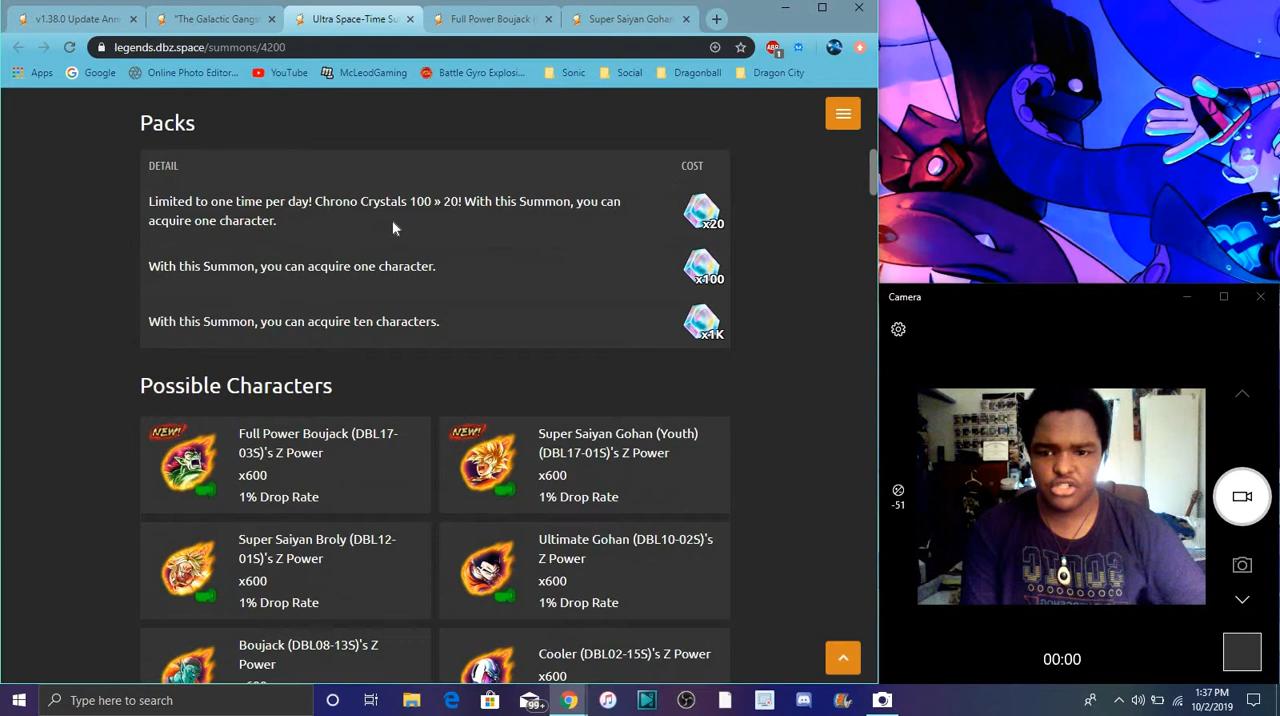 v1.38.0 Update Ann
"The Galactic Gangs
Ultra Space-Time Su
Full Power Boujack (
Super Saiyan Gohan
legends.dbz.space/summons/4200
ABP
1
Apps
Google
Online Photo Editor...
YouTube
McLeodGaming
Battle Gyro Explosi...
Sonic
Social
Dragonball
Dragon City
Packs
DETAIL
COST
Limited to one time per day! Chrono Crystals 100 » 20! With this Summon, you can
acquire one character.
x20
With this Summon, you can acquire one character.
x100
With this Summon, you can acquire ten characters.
x1K
Possible Characters
NEW!
Full Power Boujack (DBL17-
03S)'s Z Power
x600
1% Drop Rate
NEW!
Super Saiyan Gohan (Youth)
(DBL17-01S)'s Z Power
x600
1% Drop Rate
Super Saiyan Broly (DBL12-
01S)'s Z Power
x600
1% Drop Rate
Ultimate Gohan (DBL10-02S)'s
Z Power
x600
1% Drop Rate
Boujack (DBL08-13S)'s Z
Power
Cooler (DBL02-15S)'s Z Power
x600
Camera
-51
SONIC
00:00
Type here to search
99+
1:37 PM
10/2/2019